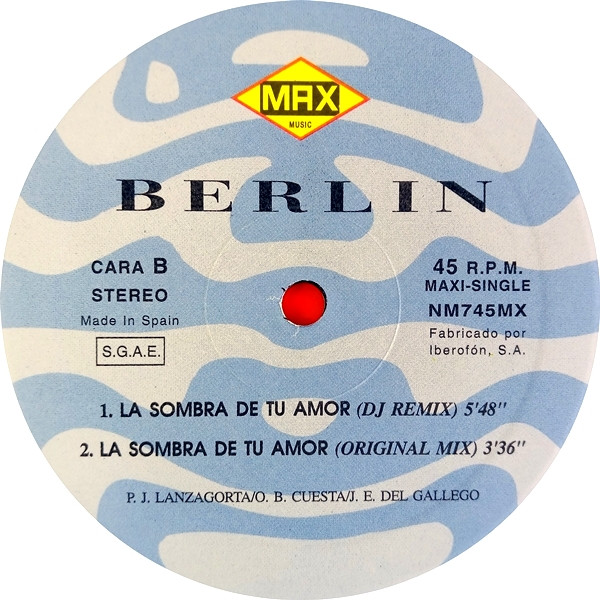 MAX
MUSIC
BERLIN
CARA B
STEREO
Made In Spain
S.G.A.E.
45 R.P.M.
MAXI-SINGLE
NM745MX
Fabricado por
Iberofón, S.A.
1. LA SOMBRA DE TU AMOR (DJ REMIX) 5'48"
2. LA SOMBRA DE TU AMOR (ORIGINAL MIX) 3'36"
P. J. LANZAGORTA/O. B. CUESTA/J. E. DEL GALLEGO